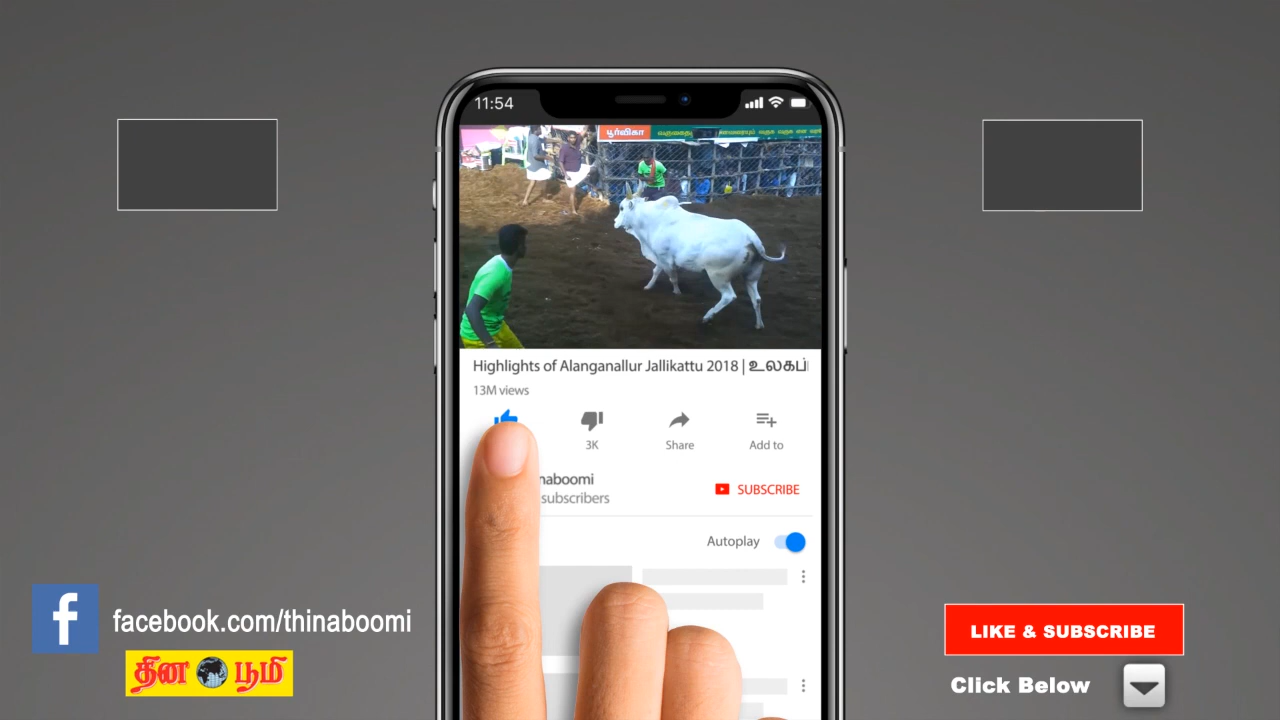 11:54
பூர்விகா
Highlights of Alanganallur Jallikattu 2018 | உலகப்
13M views
3K
Share
Add to
naboomi
subscribers
SUBSCRIBE
Autoplay
facebook.com/thinaboomi
தின பூமி
LIKE & SUBSCRIBE
Click Below